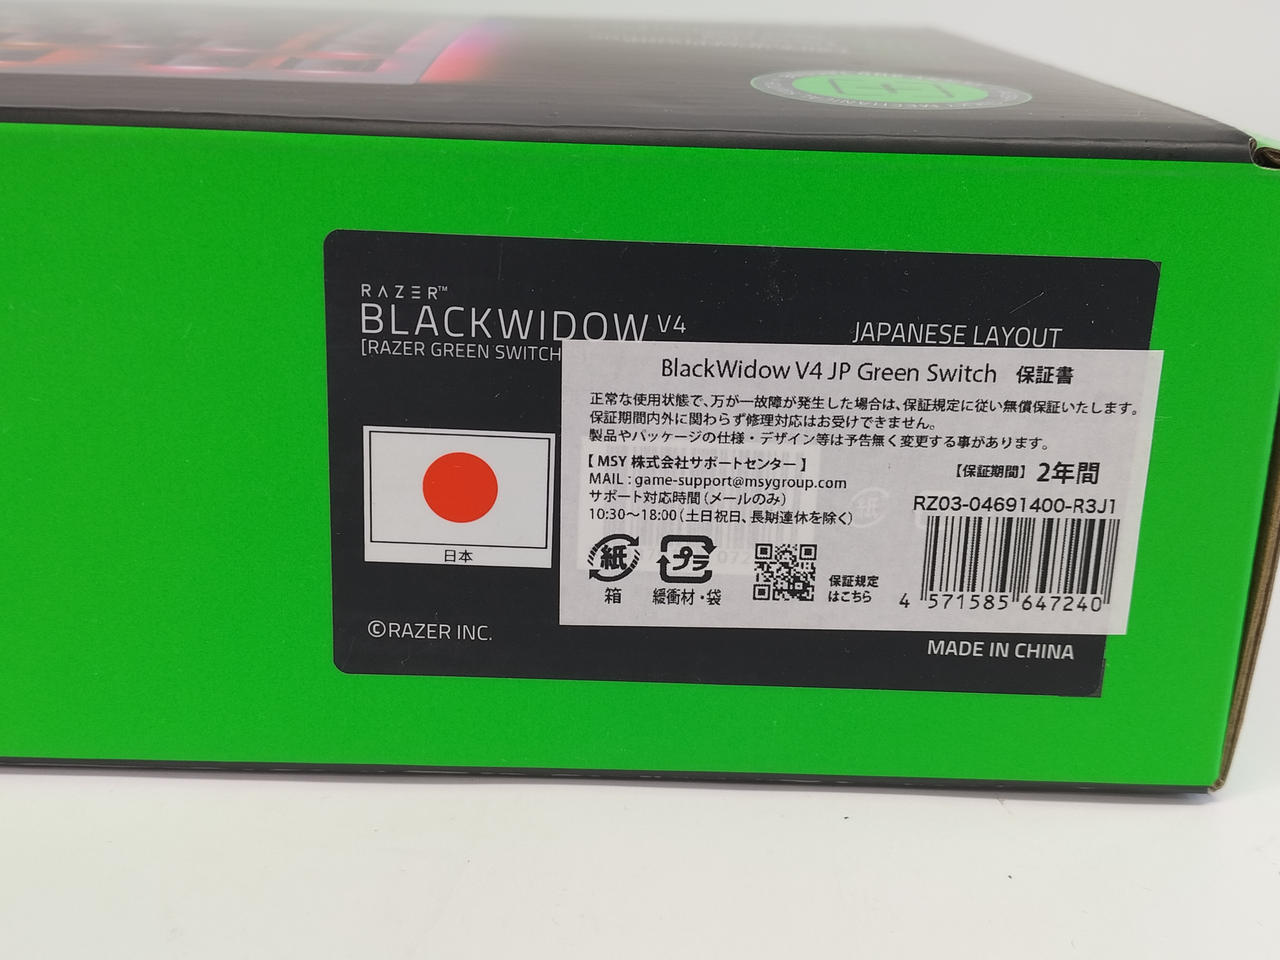 RAZER™
BLACKWIDOW V4
[RAZER GREEN SWITCH
JAPANESE LAYOUT
BlackWidow V4 JP Green Switch 保証書
正常な使用状態で、万が一故障が発生した場合は、保証規定に従い無償保証いたします。
保証期間内外に関わらず修理対応はお受けできません。
製品やパッケージの仕様・デザイン等は予告無く変更する事があります。
【 MSY 株式会社サポートセンター 】
MAIL : game-support@msygroup.com
サポート対応時間（メールのみ）
10:30～18:00（土日祝日、長期連休を除く）
【保証期間】 2年間
RZ03-04691400-R3J1
紙
箱
プラ
緩衝材・袋
保証規定
はこちら
4 571585 647240
日本
©RAZER INC.
MADE IN CHINA